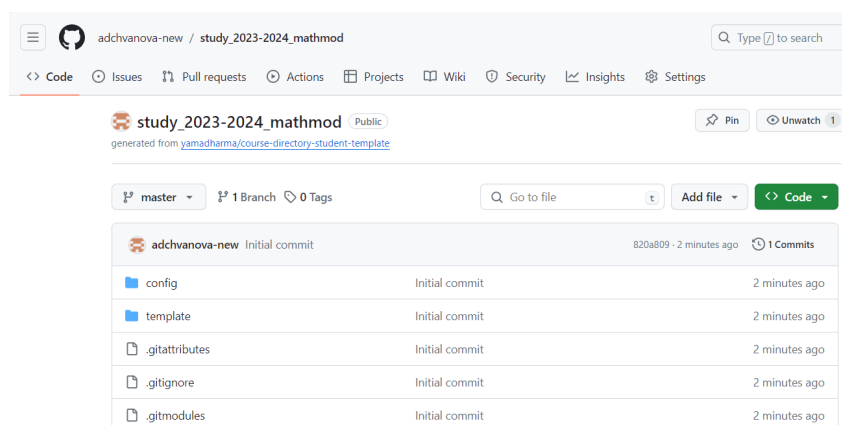 adchvanova-new / study_2023-2024_mathmod
Type / to search
Code Issues Pull requests Actions Projects Wiki Security Insights Settings
study_2023-2024_mathmod Public
Pin Unwatch 1
generated from yamadharma/course-directory-student-template
master 1 Branch 0 Tags Go to file t Add file Code
adchvanova-new Initial commit 820a809 · 2 minutes ago 1 Commits
config Initial commit 2 minutes ago
template Initial commit 2 minutes ago
.gitattributes Initial commit 2 minutes ago
.gitignore Initial commit 2 minutes ago
.gitmodules Initial commit 2 minutes ago